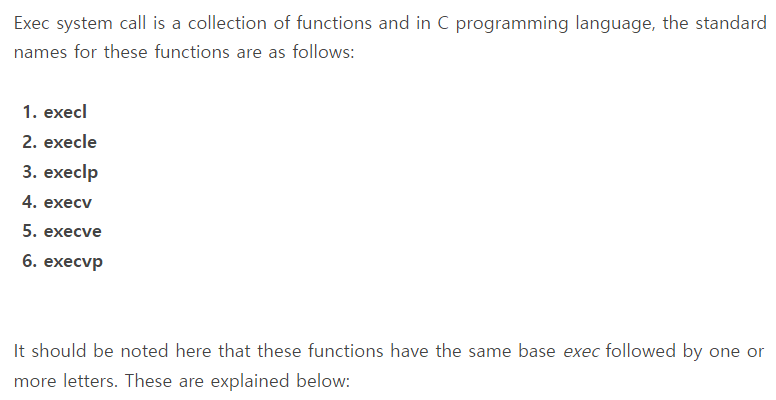 Exec system call is a collection of functions and in C programming language, the standard
names for these functions are as follows:
1. execl
2. execle
3. execlp
4. execv
5. execve
6. execvp
It should be noted here that these functions have the same base exec followed by one or
more letters. These are explained below: